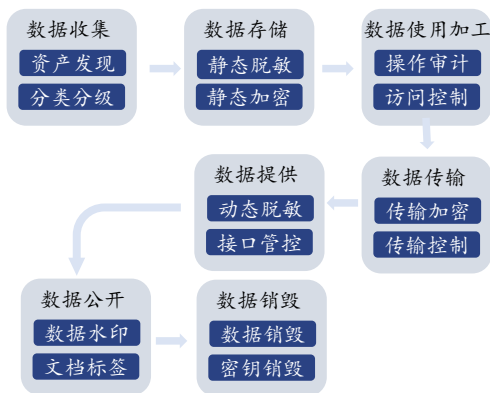 数据收集
资产发现
分类分级
数据存储
静态脱敏
静态加密
数据使用加工
操作审计
访问控制
数据传输
传输加密
传输控制
数据提供
动态脱敏
接口管控
数据公开
数据水印
文档标签
数据销毁
数据销毁
密钥销毁